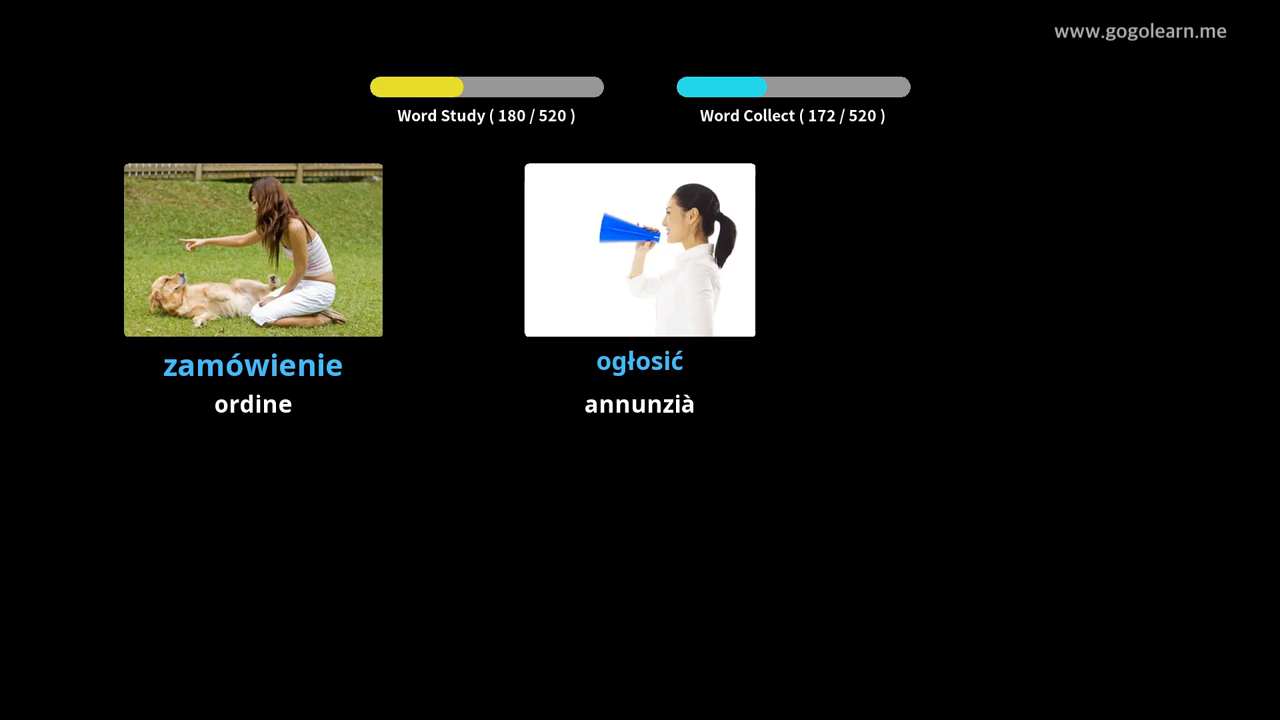 www.gogolearn.me
Word Study ( 180 / 520 )
Word Collect ( 172 / 520 )
zamówienie
ordine
ogłosić
annunzià